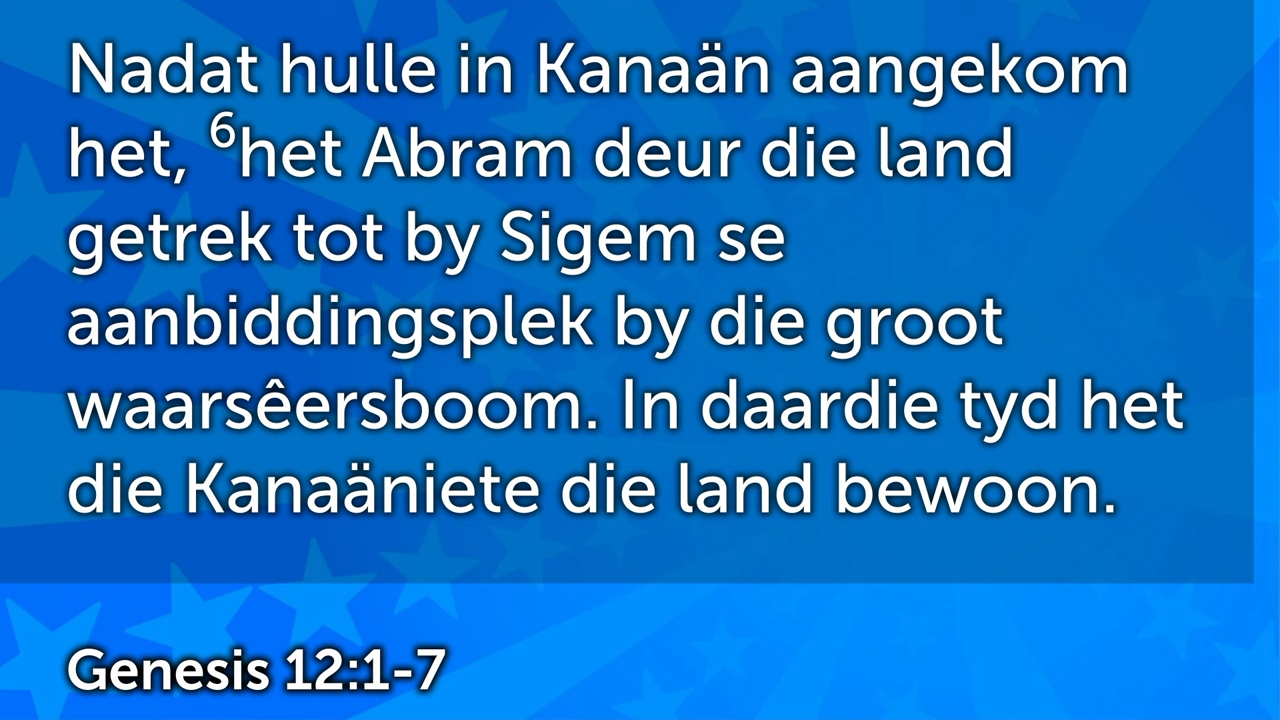 Nadat hulle in Kanaän aangekom
het, ⁶het Abram deur die land
getrek tot by Sigem se
aanbiddingsplek by die groot
waarsêersboom. In daardie tyd het
die Kanaäniete die land bewoon.
Genesis 12:1-7